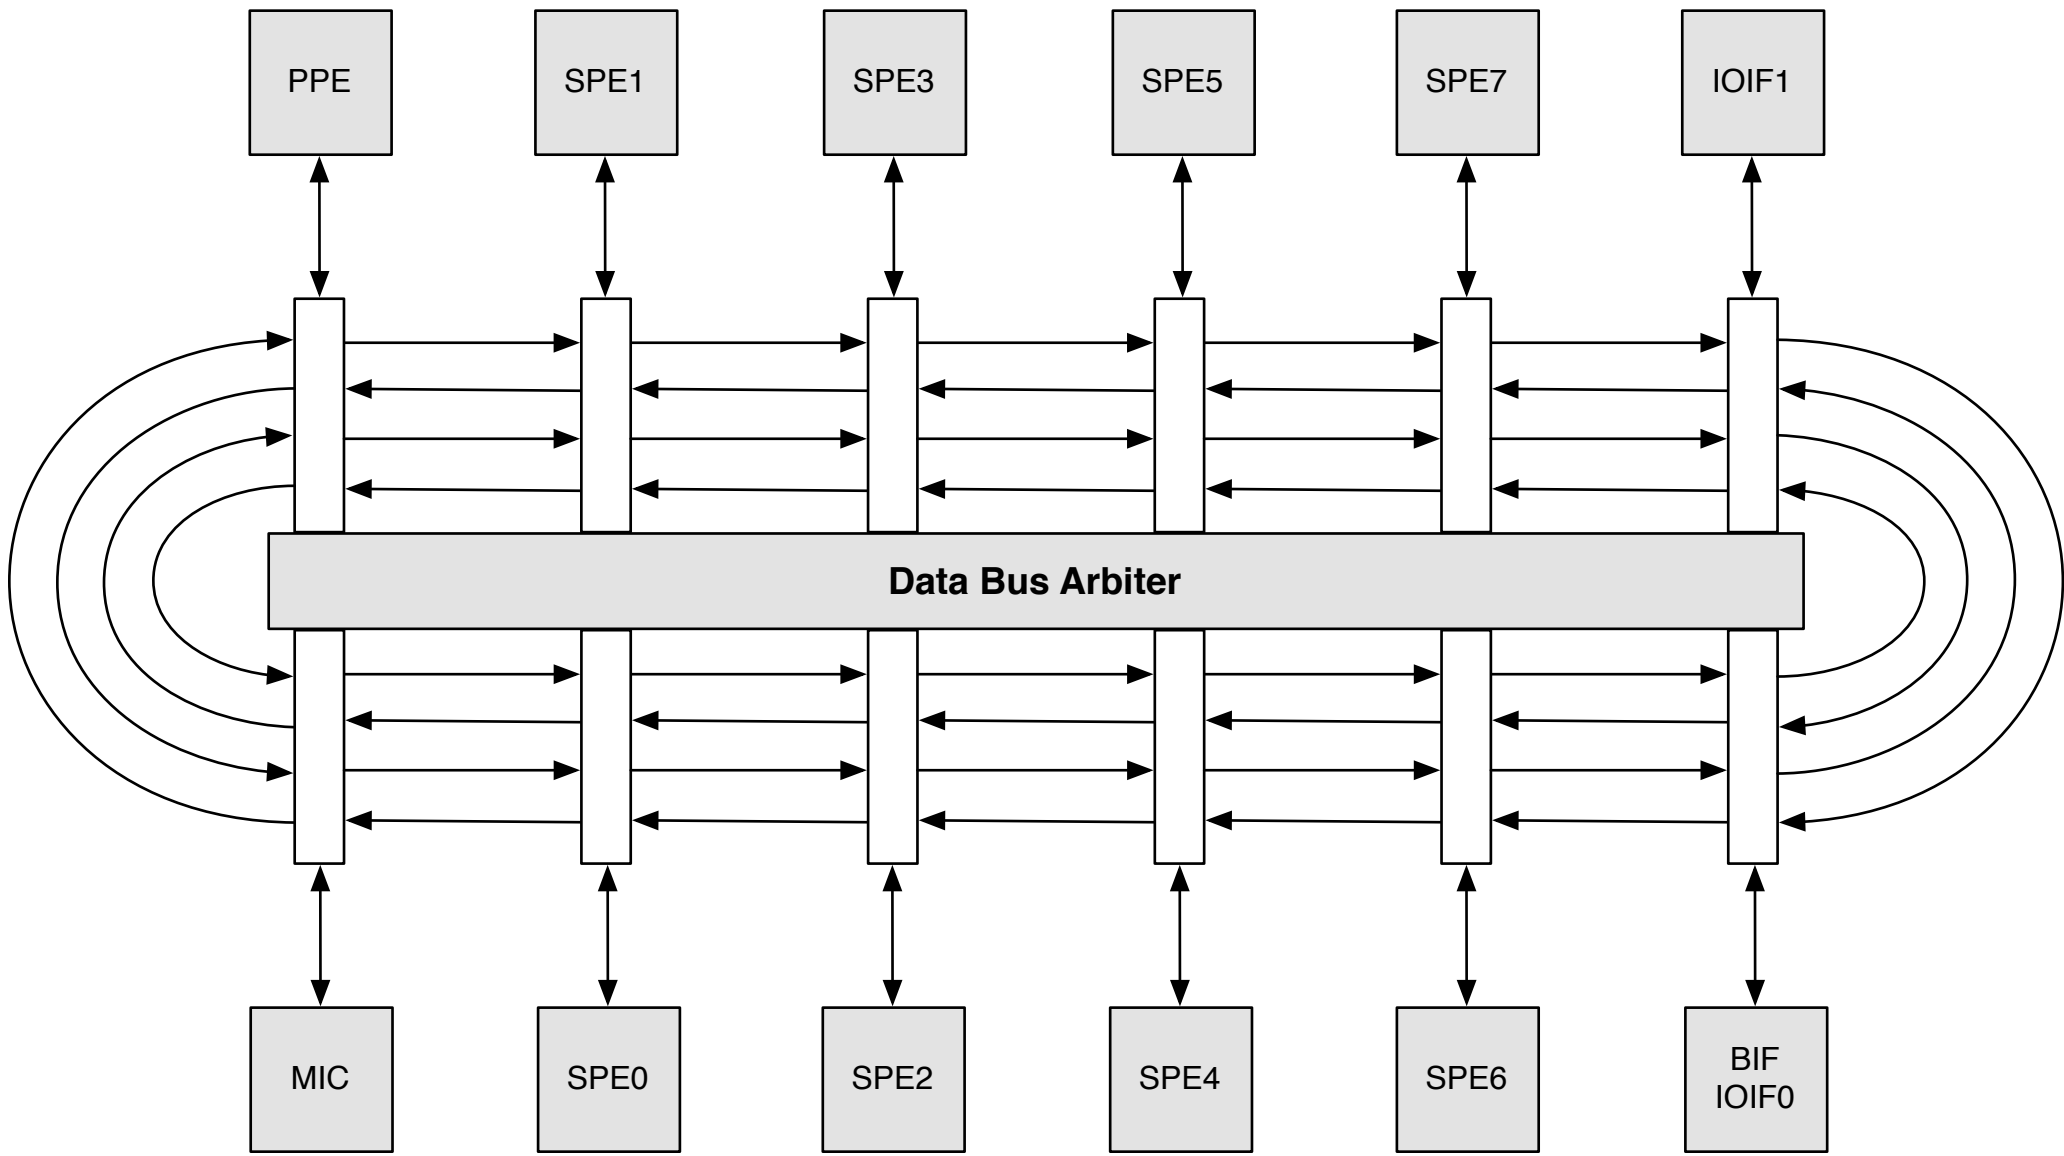 PPE
SPE1
SPE3
SPE5
SPE7
IOIF1
Data Bus Arbiter
MIC
SPE0
SPE2
SPE4
SPE6
BIF
IOIF0